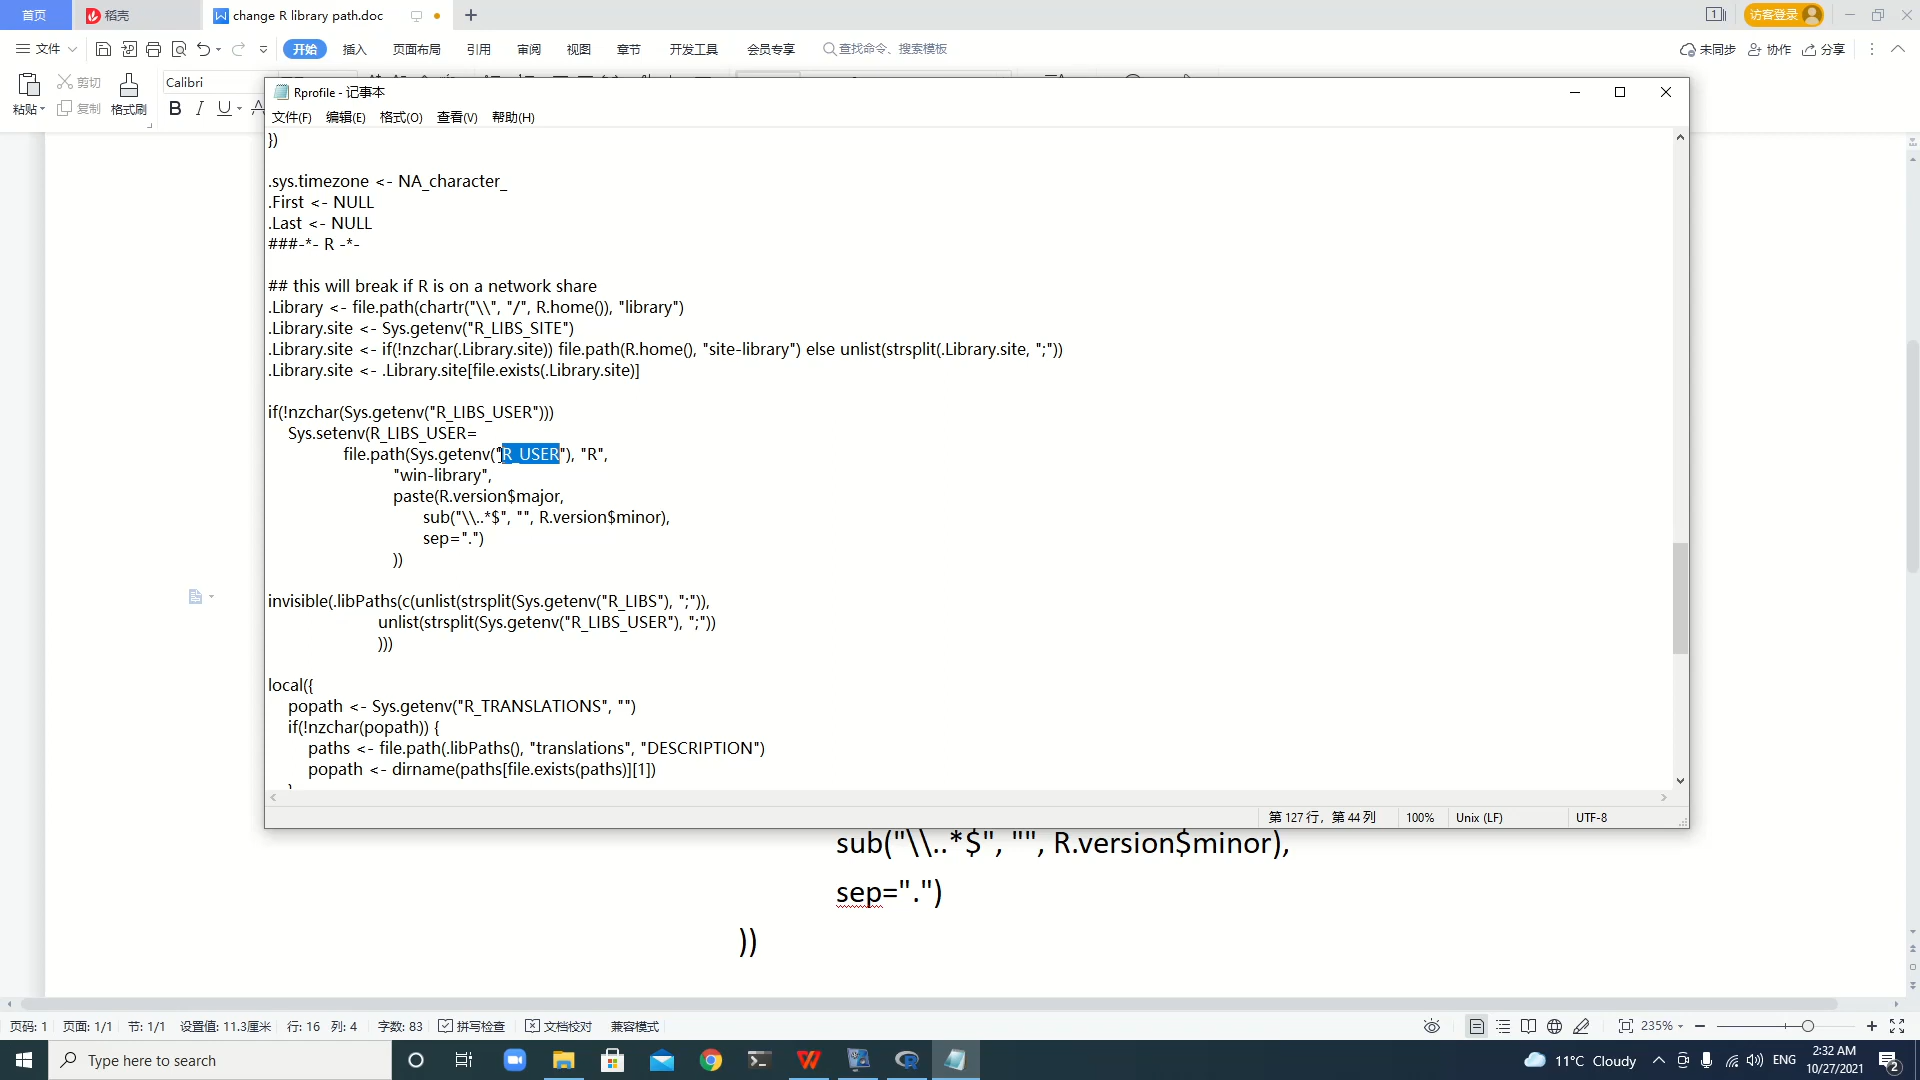 首页 稻壳 change R library path.doc 1 访客登录
文件 开始 插入 页面布局 引用 审阅 视图 章节 开发工具 会员专享 查找命令、搜索模板 未同步 协作 分享
粘贴 剪切 复制 格式刷 Calibri B I U A
Rprofile - 记事本
文件(F) 编辑(E) 格式(O) 查看(V) 帮助(H)
})
.sys.timezone <- NA_character_
.First <- NULL
.Last <- NULL
###-*- R -*-
## this will break if R is on a network share
.Library <- file.path(chartr("\\", "/", R.home()), "library")
.Library.site <- Sys.getenv("R_LIBS_SITE")
.Library.site <- if(!nzchar(.Library.site)) file.path(R.home(), "site-library") else unlist(strsplit(.Library.site, ";"))
.Library.site <- .Library.site[file.exists(.Library.site)]
if(!nzchar(Sys.getenv("R_LIBS_USER")))
Sys.setenv(R_LIBS_USER=
file.path(Sys.getenv("R_USER"), "R",
"win-library",
paste(R.version$major,
sub("\\..*$", "", R.version$minor),
sep=".")
))
invisible(.libPaths(c(unlist(strsplit(Sys.getenv("R_LIBS"), ";")),
unlist(strsplit(Sys.getenv("R_LIBS_USER"), ";"))
)))
local({
popath <- Sys.getenv("R_TRANSLATIONS", "")
if(!nzchar(popath)) {
paths <- file.path(.libPaths(), "translations", "DESCRIPTION")
popath <- dirname(paths[file.exists(paths)][1])
第 127 行，第 44 列 100% Unix (LF) UTF-8
sub("\\..*$", "", R.version$minor),
sep=".")
))
页码: 1 页面: 1/1 节: 1/1 设置值: 11.3厘米 行: 16 列: 4 字数: 83 拼写检查 文档校对 兼容模式 235%
Type here to search 11°C Cloudy ENG 2:32 AM
10/27/2021 2